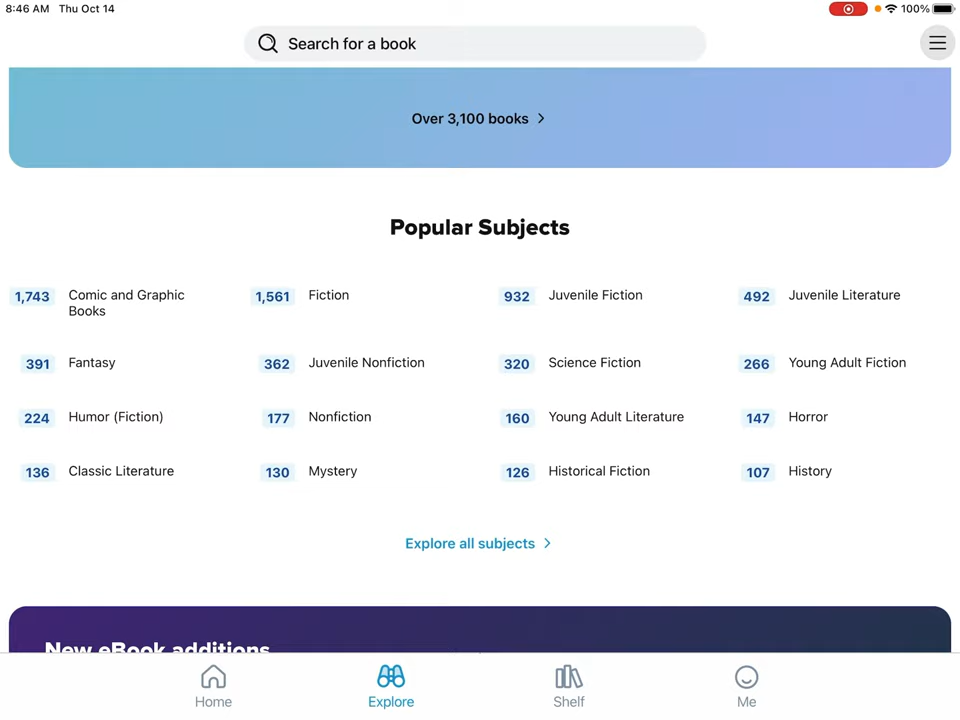 8:46 AM Thu Oct 14 100%
Search for a book
Over 3,100 books
Popular Subjects
1,743 Comic and Graphic Books
1,561 Fiction
932 Juvenile Fiction
492 Juvenile Literature
391 Fantasy
362 Juvenile Nonfiction
320 Science Fiction
266 Young Adult Fiction
224 Humor (Fiction)
177 Nonfiction
160 Young Adult Literature
147 Horror
136 Classic Literature
130 Mystery
126 Historical Fiction
107 History
Explore all subjects
New eBook additions
Home
Explore
Shelf
Me